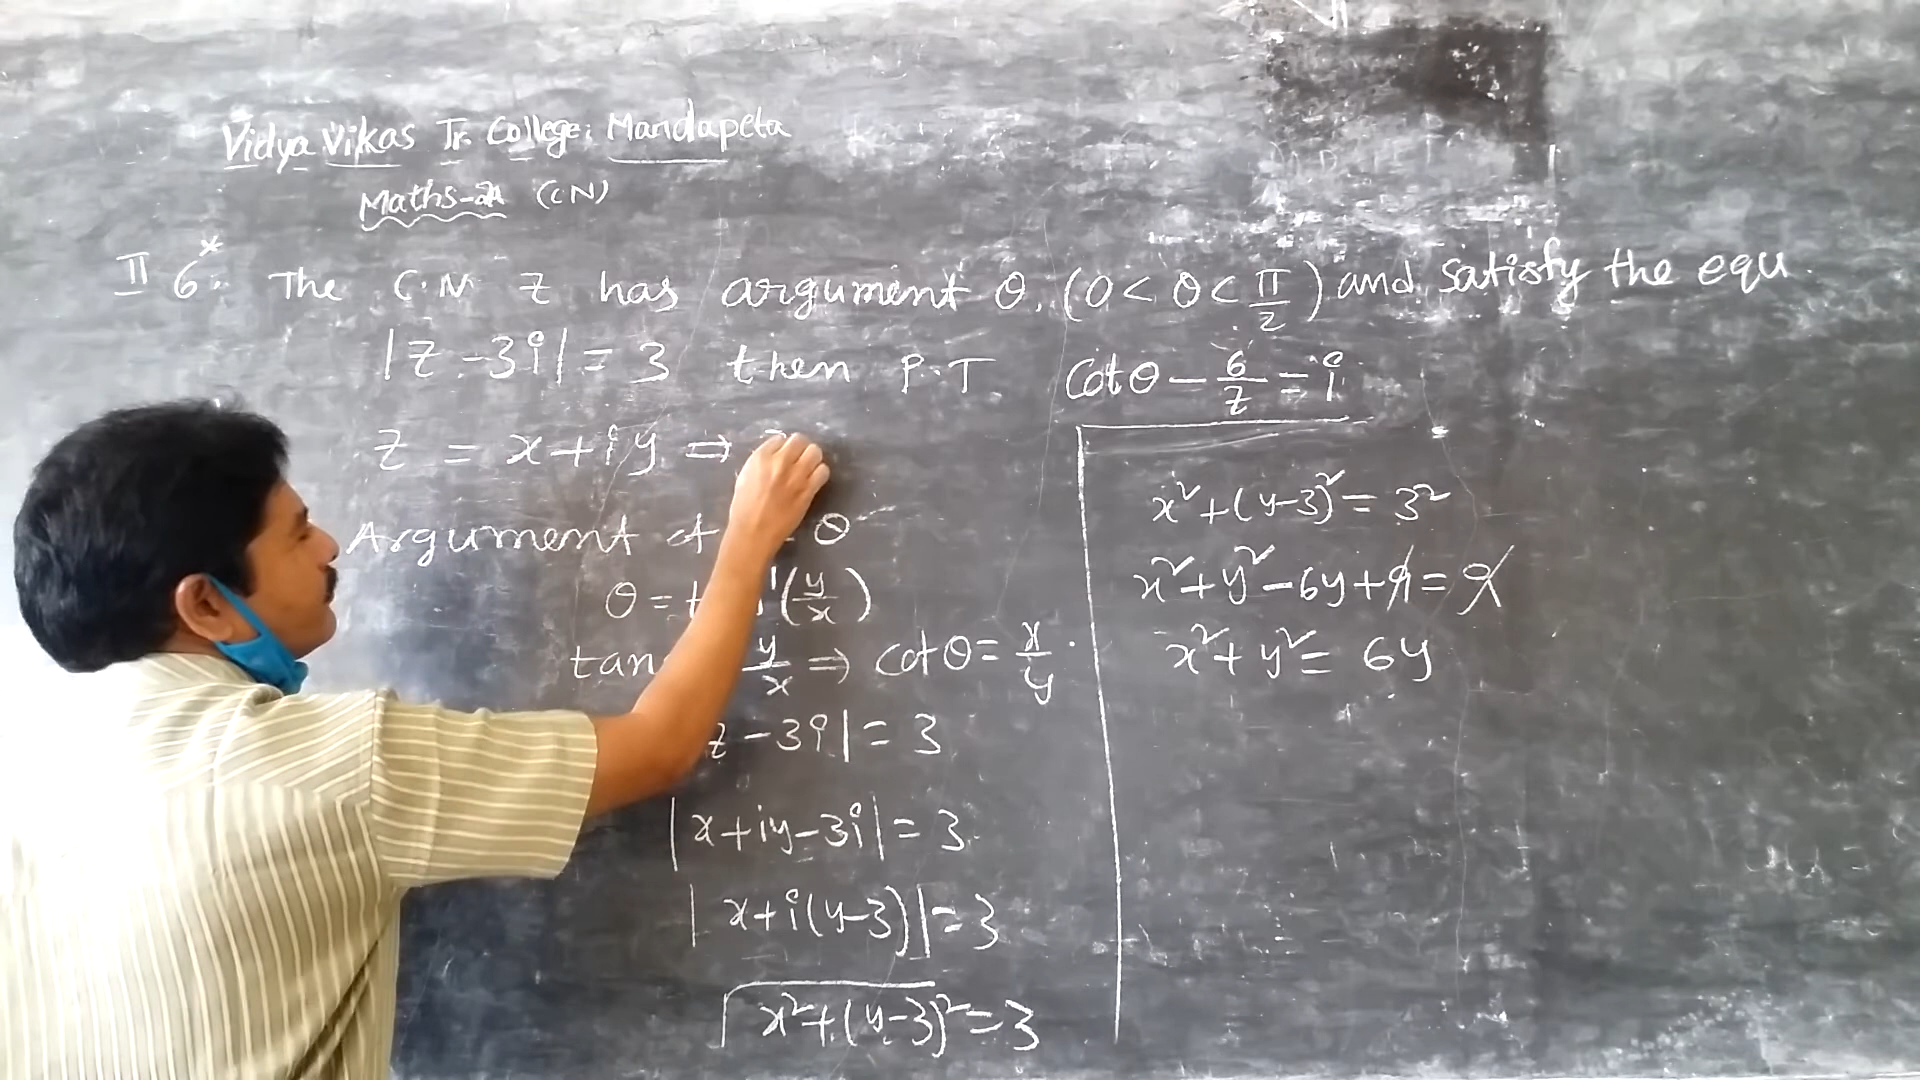 Vidya Vikas Jr. College, Mandapeta
Maths-2A (C.N)
II 6*. The C.N. Z has argument θ, (0 < θ < π/2) and satisfy the equ.
|Z - 3i| = 3 then P.T cotθ - 6/Z = i
Z = x + iy ⇒
Argument of θ
θ = t (y/x)
tan y/x ⇒ cotθ = x/y.
z - 3i| = 3
|x + iy - 3i| = 3
|x + i(y-3)| = 3
√x² + (y-3)² = 3
x² + (y-3)² = 3²
x² + y² - 6y + 9 = 9
x² + y² = 6y